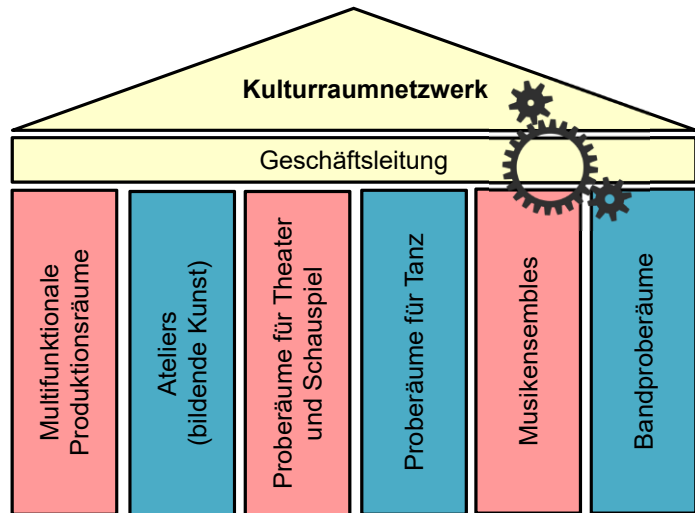 Kulturraumnetzwerk
Geschäftsleitung
Multifunktionale
Produktionsräume
Ateliers
(bildende Kunst)
Proberäume für Theater
und Schauspiel
Proberäume für Tanz
Musikensembles
Bandproberäume